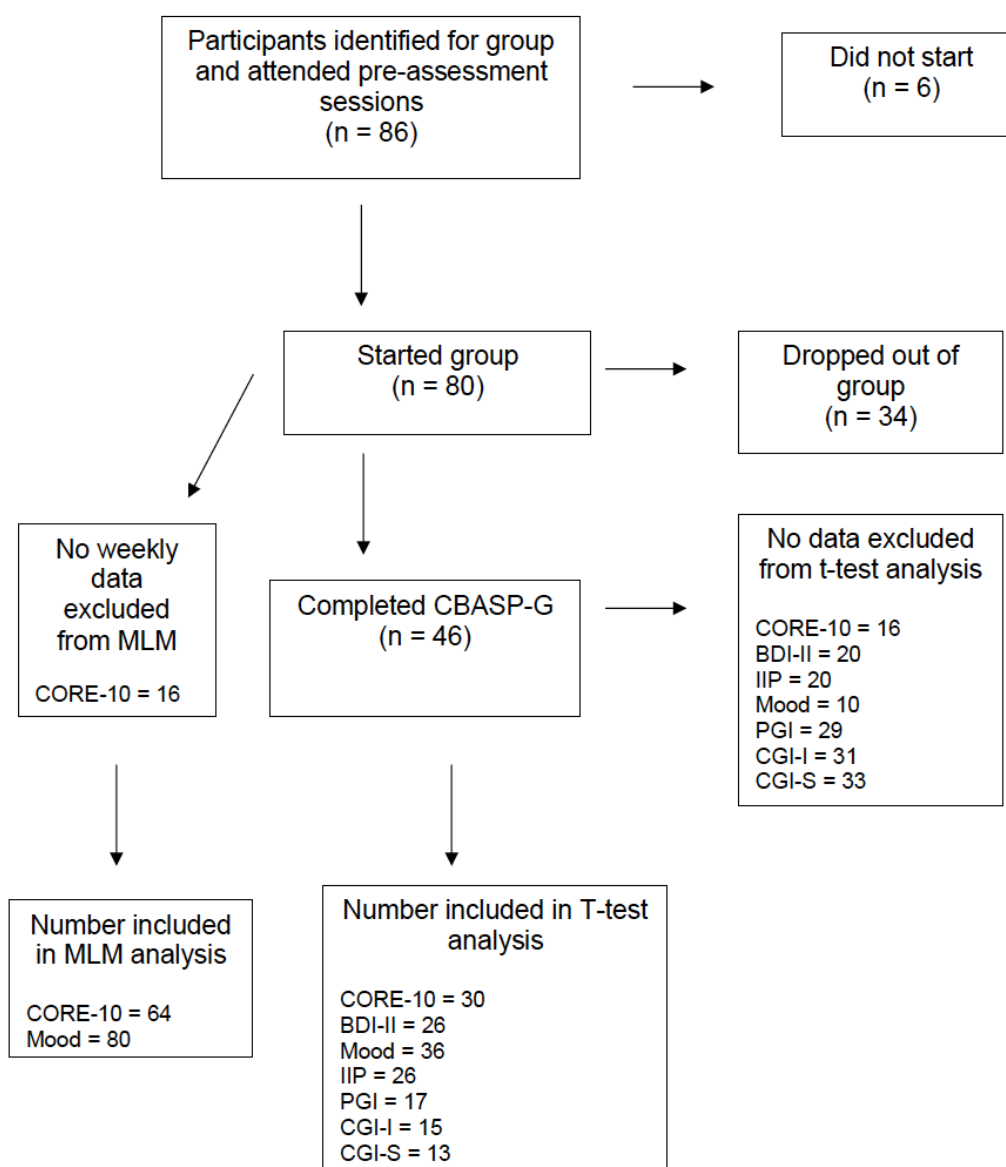 Participants identified for group
and attended pre-assessment
sessions
(n = 86)
Did not start
(n = 6)
Started group
(n = 80)
Dropped out of
group
(n = 34)
No weekly
data
excluded
from MLM
CORE-10 = 16
Completed CBASP-G
(n = 46)
No data excluded
from t-test analysis
CORE-10 = 16
BDI-II = 20
IIP = 20
Mood = 10
PGI = 29
CGI-I = 31
CGI-S = 33
Number included
in MLM analysis
CORE-10 = 64
Mood = 80
Number included in T-test
analysis
CORE-10 = 30
BDI-II = 26
Mood = 36
IIP = 26
PGI = 17
CGI-I = 15
CGI-S = 13